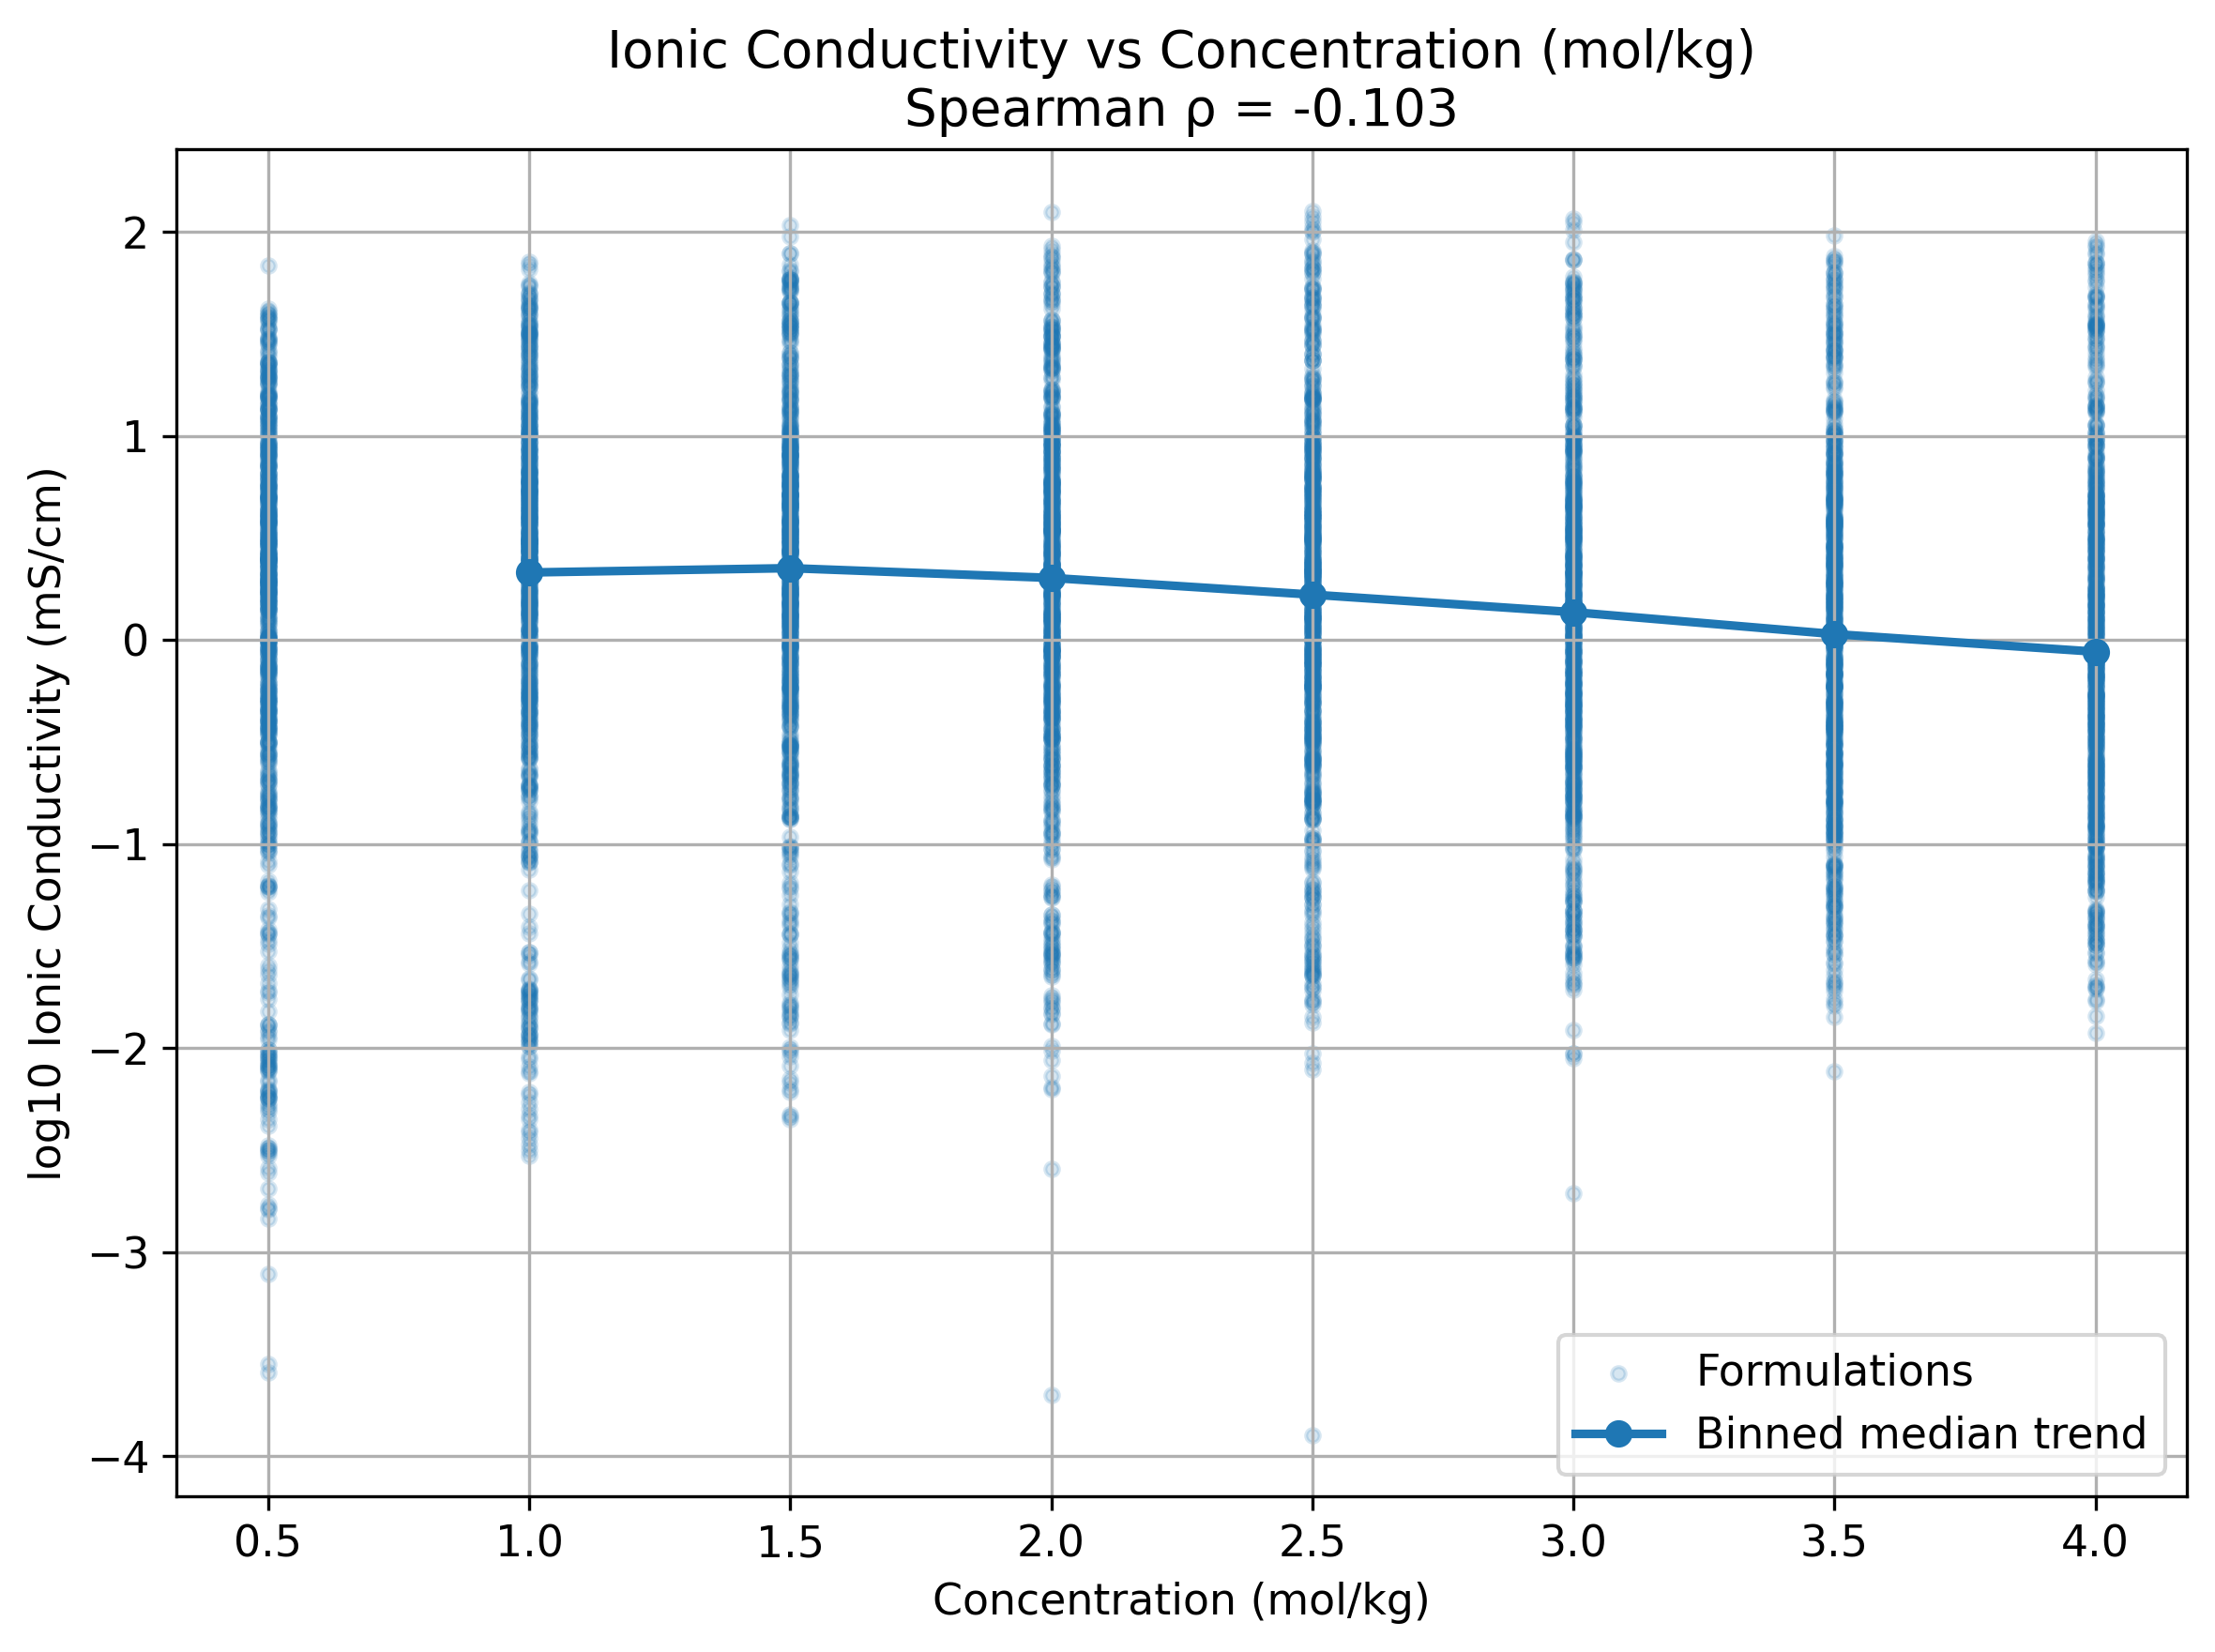 Ionic Conductivity vs Concentration (mol/kg)
Spearman ρ = -0.103
log10 Ionic Conductivity (mS/cm)
2
1
0
−1
−2
−3
−4
0.5 1.0 1.5 2.0 2.5 3.0 3.5 4.0
Concentration (mol/kg)
Formulations
Binned median trend